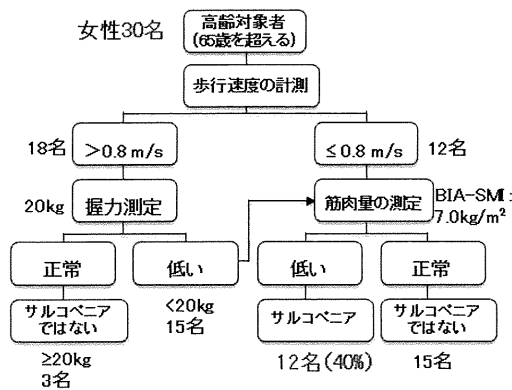 女性30名
高齢対象者
(65歳を超える)
歩行速度の計測
18名
>0.8 m/s
≤0.8 m/s
12名
20kg
握力測定
筋肉量の測定
BIA-SMI:
7.0kg/m²
正常
低い
低い
正常
サルコペニア
ではない
<20kg
15名
サルコペニア
サルコペニア
ではない
≥20kg
3名
12名(40%)
15名